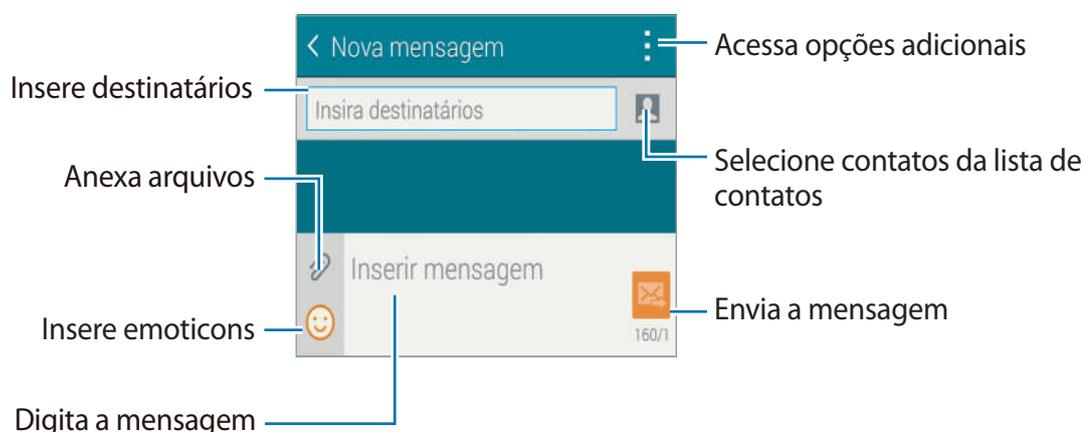 Nova mensagem
Acessa opções adicionais
Insere destinatários
Insira destinatários
Anexa arquivos
Selecione contatos da lista de
contatos
Inserir mensagem
Envia a mensagem
160/1
Insere emoticons
Digita a mensagem